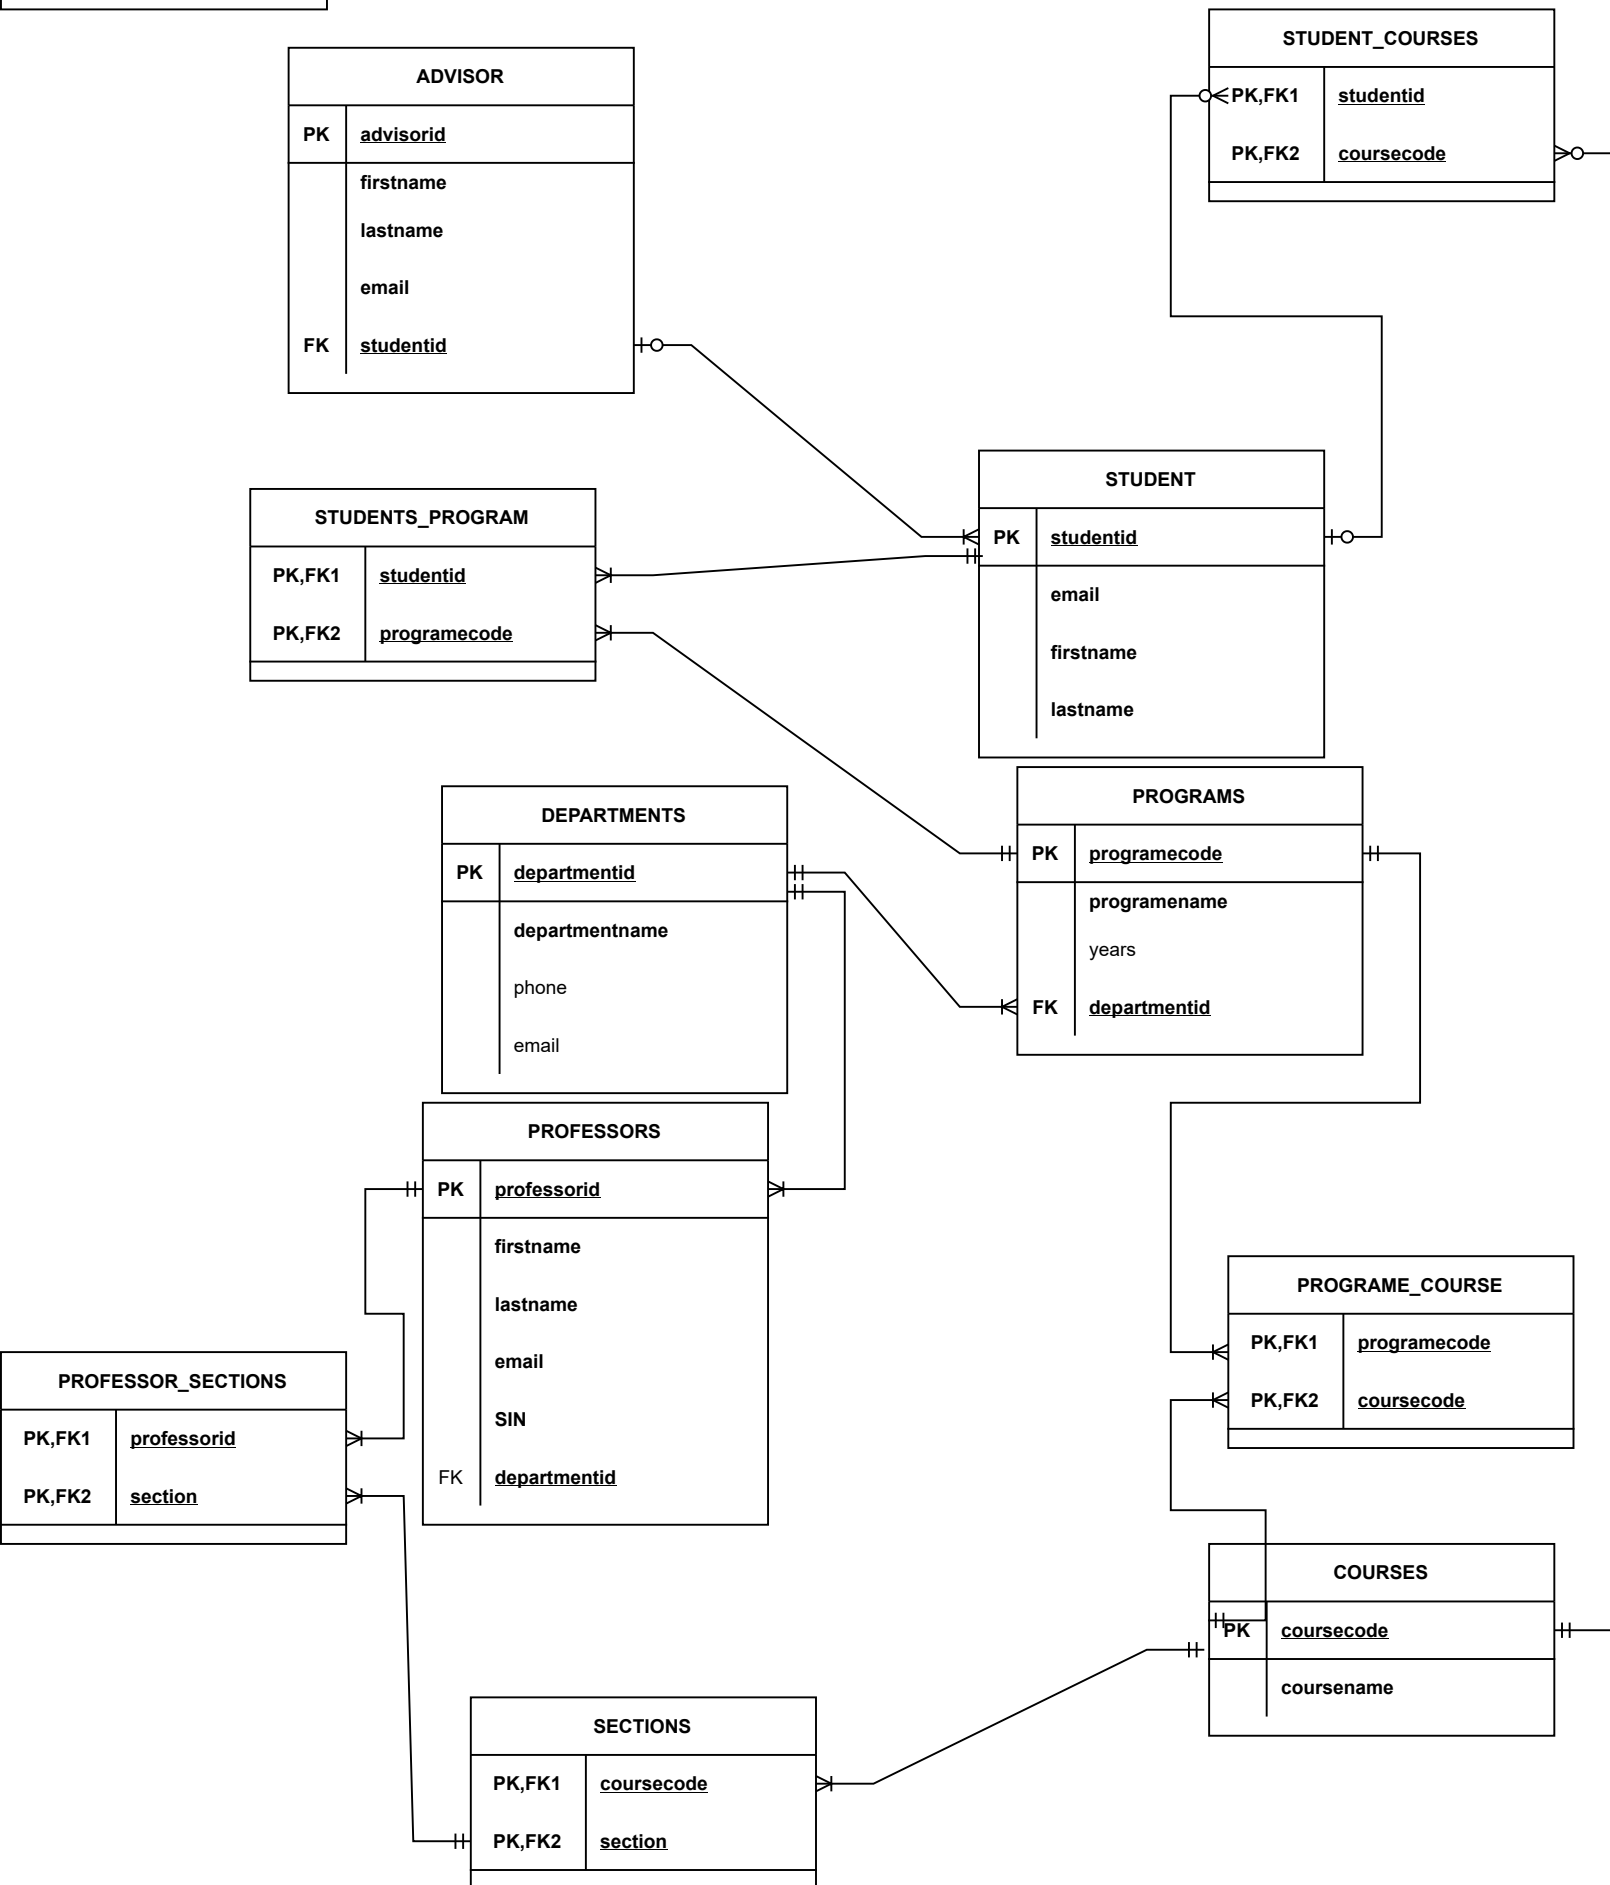 STUDENT_COURSES
PK,FK1 studentid
PK,FK2 coursecode
ADVISOR
PK advisorid
firstname
lastname
email
FK studentid
STUDENT
PK studentid
email
firstname
lastname
STUDENTS_PROGRAM
PK,FK1 studentid
PK,FK2 programecode
PROGRAMS
PK programecode
programename
years
FK departmentid
DEPARTMENTS
PK departmentid
departmentname
phone
email
PROFESSORS
PK professorid
firstname
lastname
email
SIN
FK departmentid
PROGRAME_COURSE
PK,FK1 programecode
PK,FK2 coursecode
PROFESSOR_SECTIONS
PK,FK1 professorid
PK,FK2 section
COURSES
PK coursecode
coursename
SECTIONS
PK,FK1 coursecode
PK,FK2 section